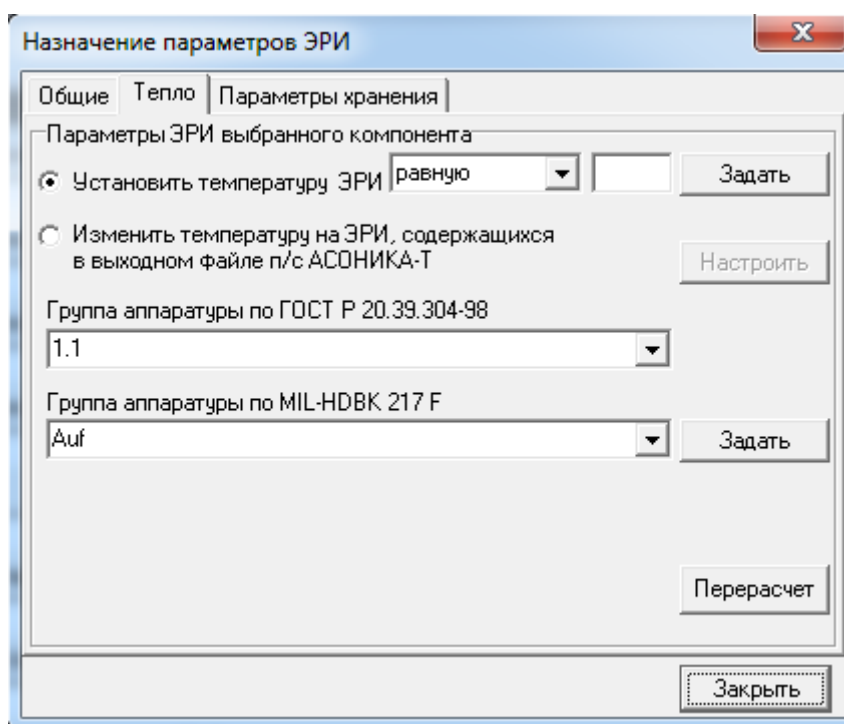 Назначение параметров ЭРИ
Общие Тепло Параметры хранения
Параметры ЭРИ выбранного компонента
Установить температуру ЭРИ равную Задать
Изменить температуру на ЭРИ, содержащихся
в выходном файле п/с АСОНИКА-Т
Настроить
Группа аппаратуры по ГОСТ Р 20.39.304-98
1.1
Группа аппаратуры по MIL-HDBK 217 F
Auf Задать
Перерасчет
Закрыть